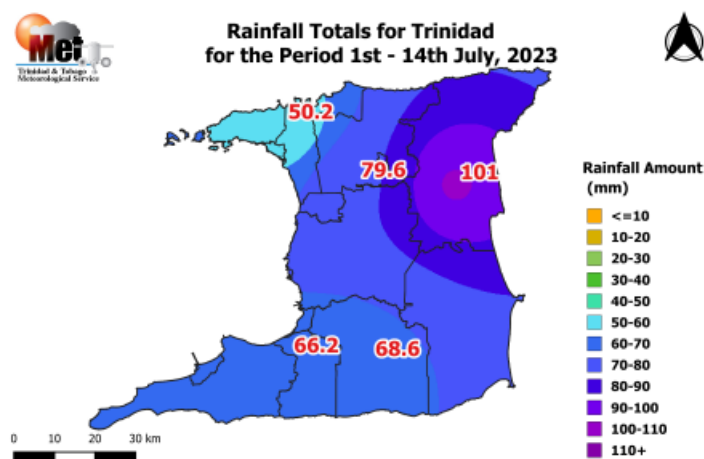 Met
Trinidad & Tobago
Meteorological Service
Rainfall Totals for Trinidad
for the Period 1st - 14th July, 2023
50.2
79.6
101
66.2
68.6
Rainfall Amount
(mm)
<=10
10-20
20-30
30-40
40-50
50-60
60-70
70-80
80-90
90-100
100-110
110+
0 10 20 30 km